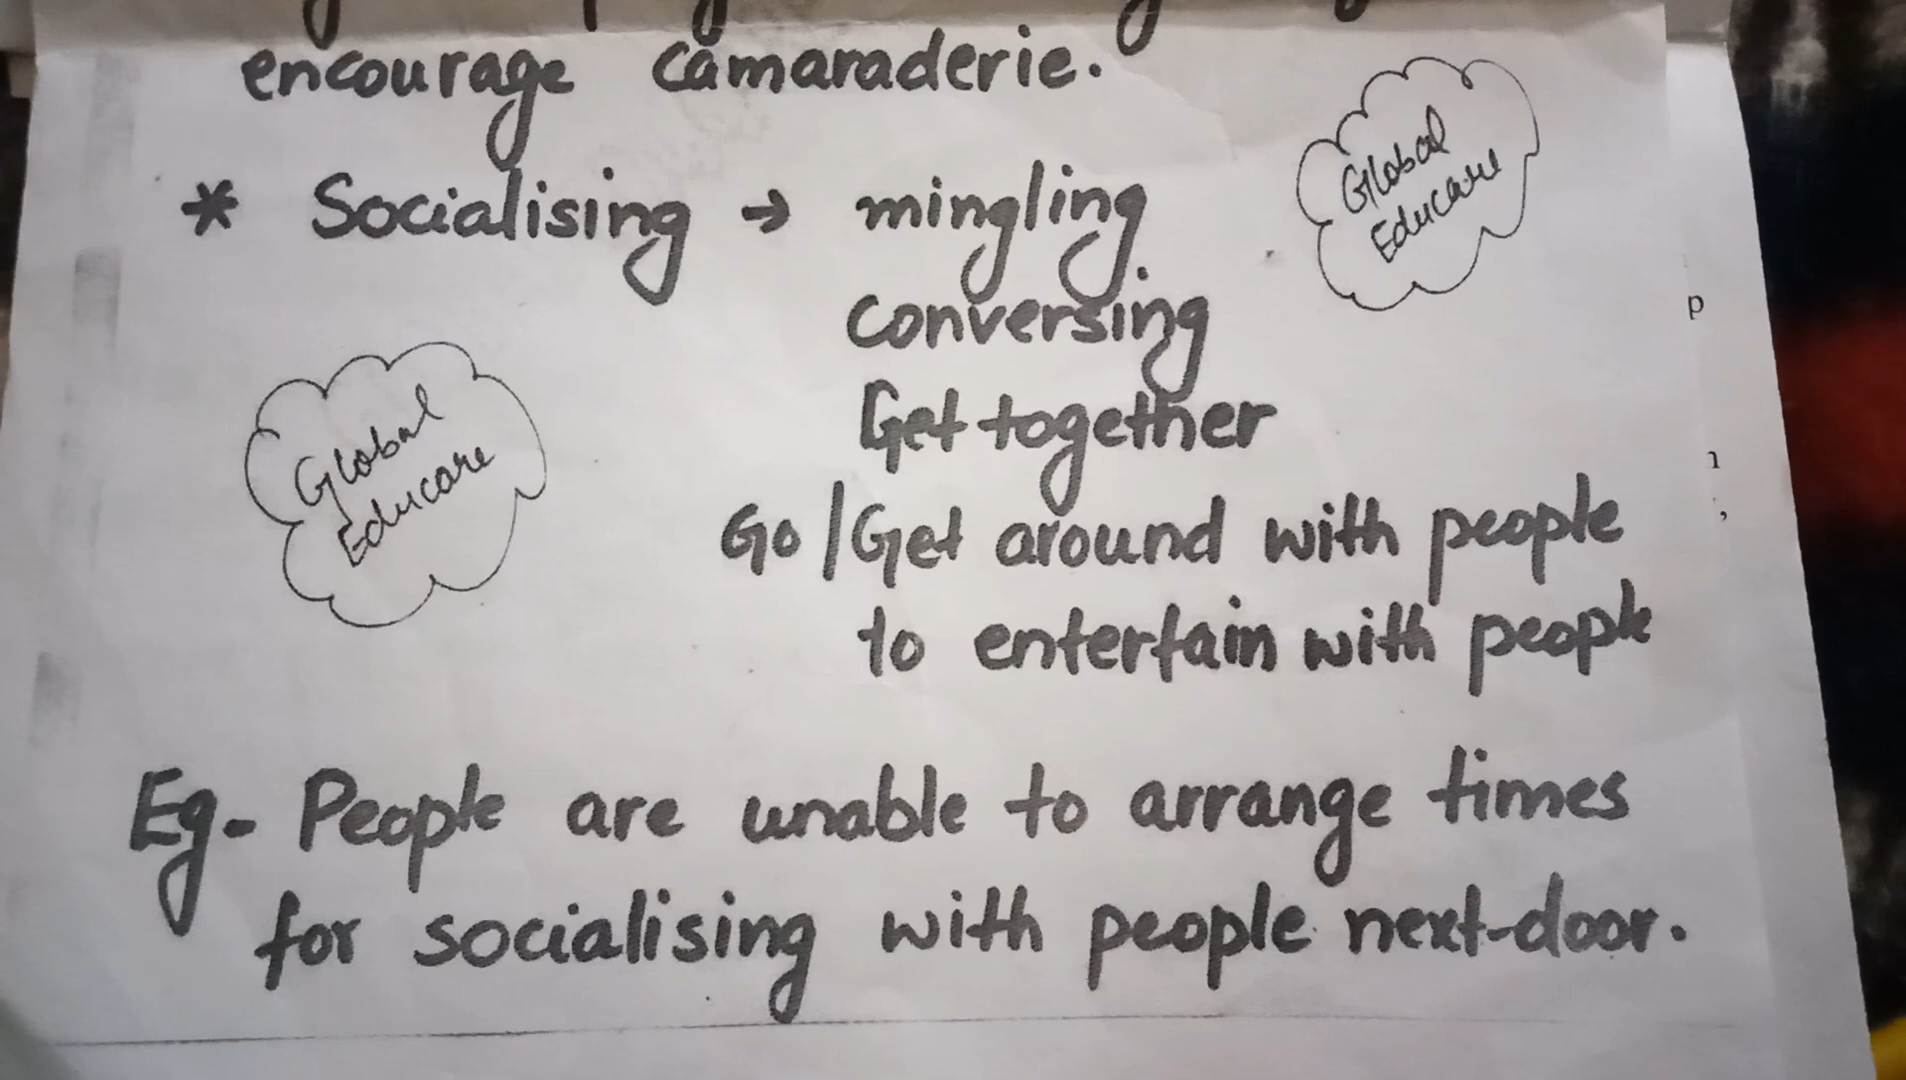 encourage camaraderie.
* Socialising → mingling
conversing
Get together
Go/Get around with people
to entertain with people
Eg- People are unable to arrange times
for socialising with people next-door.
Global
Educare
Global
Educare
p